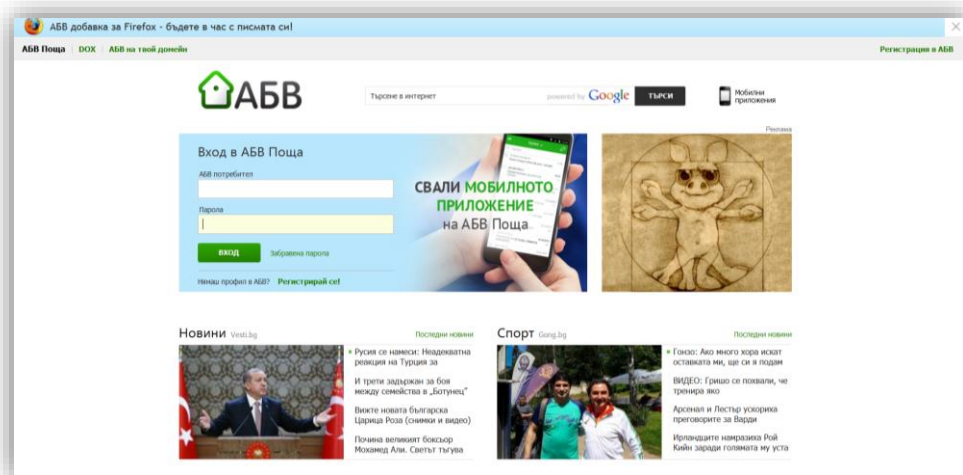 АБВ добавка за Firefox - бъдете в час с писмата си!
АБВ Поща | DOX / АБВ на твой домейн
Регистрация в АБВ
АБВ
Търсене в интернет
powered by Google
ТЪРСИ
Мобилни
приложения
Реклама
Вход в АБВ Поща
АБВ потребител
Парола
ВХОД
Забравена парола
Нямаш профил в АБВ? Регистрирай се!
СВАЛИ МОБИЛНОТО
ПРИЛОЖЕНИЕ
на АБВ Поща
Новини Vesti.bg
Последни новини
Русия се намеси: Неадекватна
реакция на Турция за
И трети задържан за боя
между семейства в „Ботунец"
Вижте новата българска
Царица Роза (снимки и видео)
Почина великият боксьор
Мохамед Али. Светът тъгува
Спорт Gong.bg
Последни новини
Гонзо: Ако много хора искат
оставката ми, ще си я подам
ВИДЕО: Гришо се похвали, че
тренира яко
Арсенал и Лестър ускориха
преговорите за Варди
Ирландците намразиха Рой
Кийн заради голямата му уста